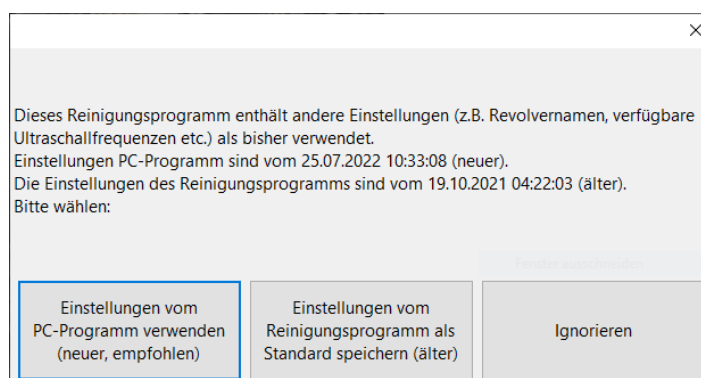 Dieses Reinigungsprogramm enthält andere Einstellungen (z.B. Revolvernamen, verfügbare
Ultraschallfrequenzen etc.) als bisher verwendet.
Einstellungen PC-Programm sind vom 25.07.2022 10:33:08 (neuer).
Die Einstellungen des Reinigungsprogramms sind vom 19.10.2021 04:22:03 (älter).
Bitte wählen:
Fenster ausschneiden
Einstellungen vom
PC-Programm verwenden
(neuer, empfohlen)
Einstellungen vom
Reinigungsprogramm als
Standard speichern (älter)
Ignorieren